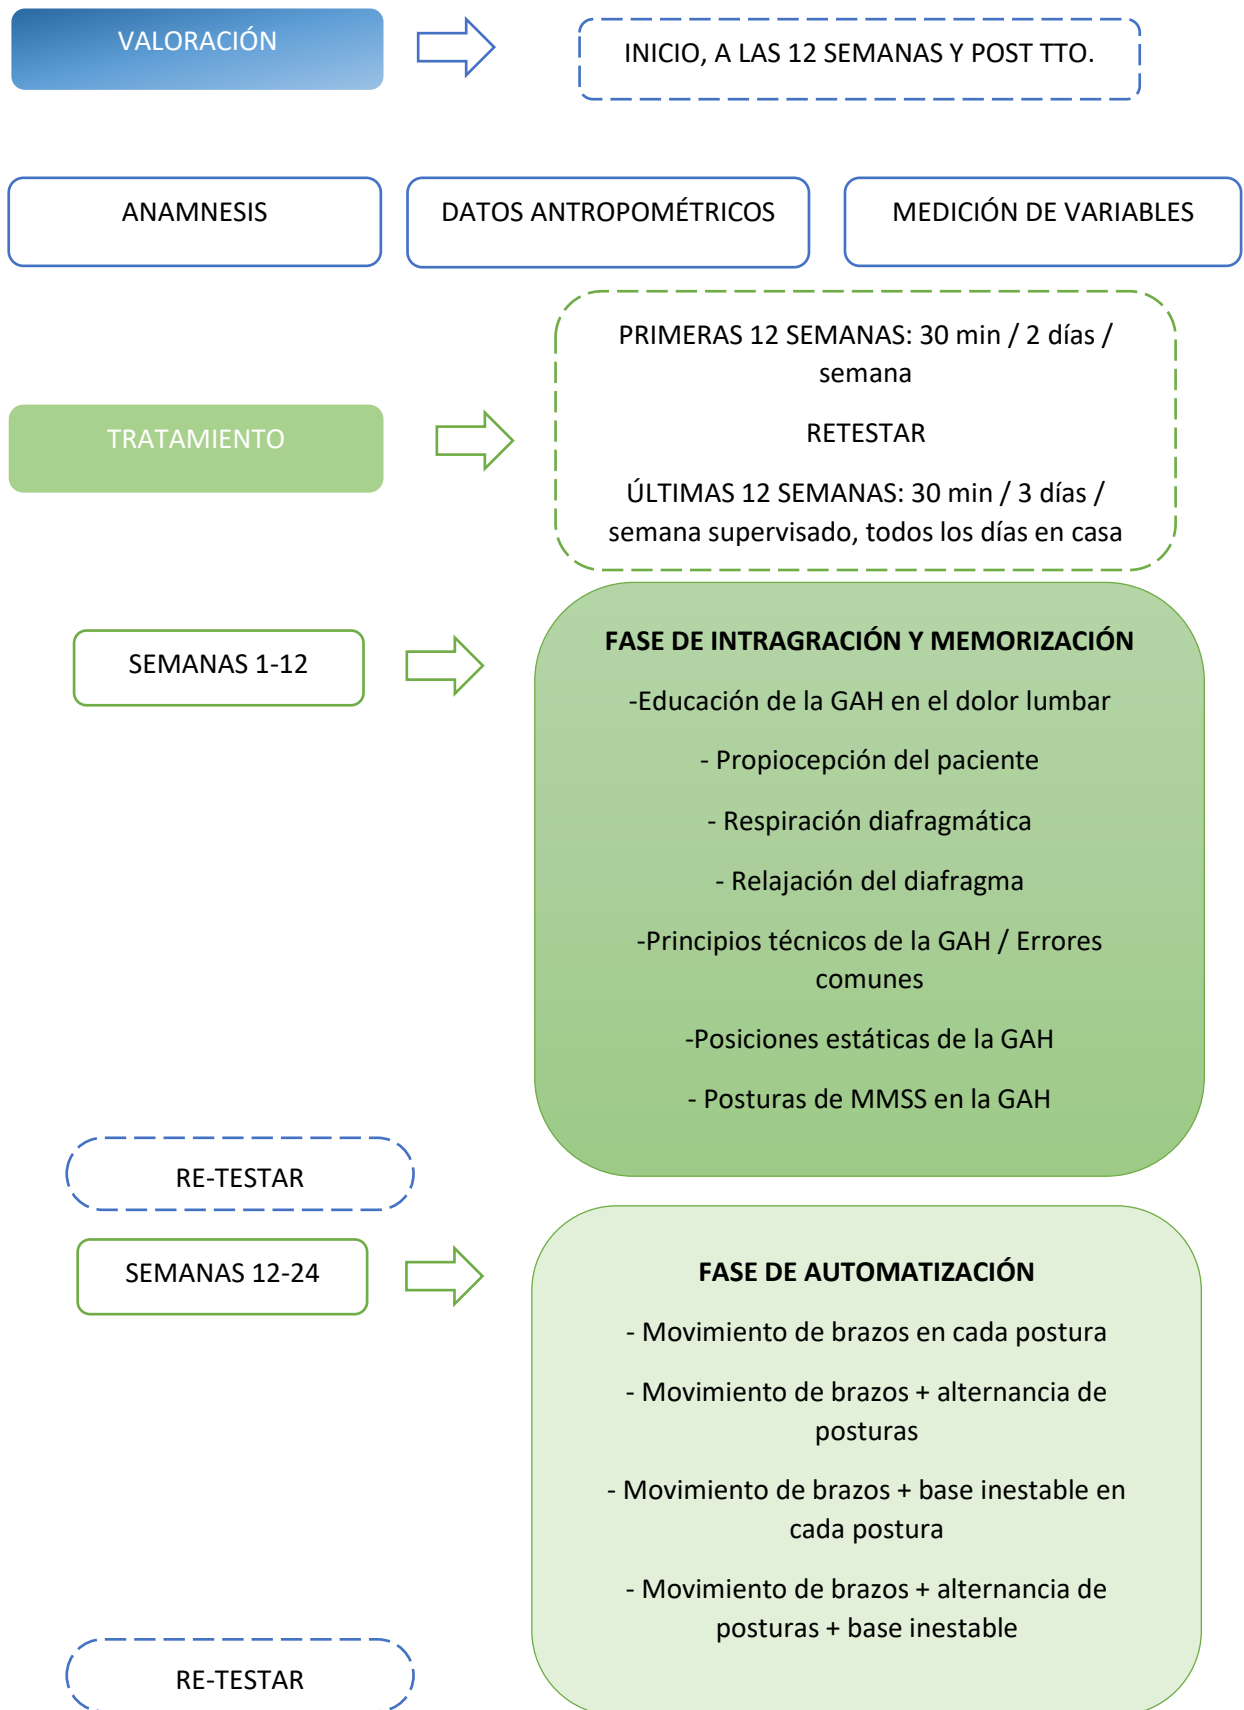 VALORACIÓN
INICIO, A LAS 12 SEMANAS Y POST TTO.
ANAMNESIS
DATOS ANTROPOMÉTRICOS
MEDICIÓN DE VARIABLES
PRIMERAS 12 SEMANAS: 30 min / 2 días /
semana
RETESTAR
ÚLTIMAS 12 SEMANAS: 30 min / 3 días /
semana supervisado, todos los días en casa
TRATAMIENTO
SEMANAS 1-12
FASE DE INTRAGRACIÓN Y MEMORIZACIÓN
-Educación de la GAH en el dolor lumbar
- Propiocepción del paciente
- Respiración diafragmática
- Relajación del diafragma
-Principios técnicos de la GAH / Errores
comunes
-Posiciones estáticas de la GAH
- Posturas de MMSS en la GAH
RE-TESTAR
SEMANAS 12-24
FASE DE AUTOMATIZACIÓN
- Movimiento de brazos en cada postura
- Movimiento de brazos + alternancia de
posturas
- Movimiento de brazos + base inestable en
cada postura
- Movimiento de brazos + alternancia de
posturas + base inestable
RE-TESTAR